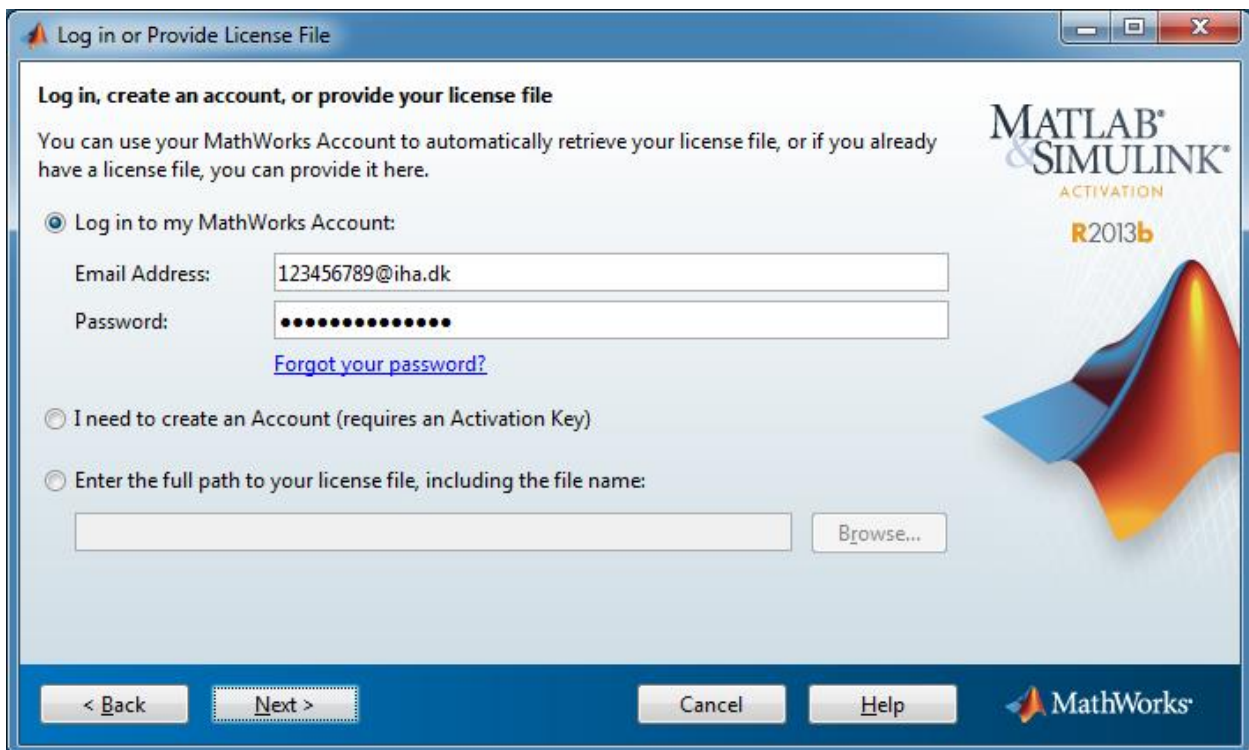 Log in or Provide License File
Log in, create an account, or provide your license file
You can use your MathWorks Account to automatically retrieve your license file, or if you already
have a license file, you can provide it here.
MATLAB®
&SIMULINK®
ACTIVATION
R2013b
Log in to my MathWorks Account:
Email Address: 123456789@iha.dk
Password: ••••••••••••••
Forgot your password?
I need to create an Account (requires an Activation Key)
Enter the full path to your license file, including the file name:
Browse...
< Back Next > Cancel Help MathWorks®